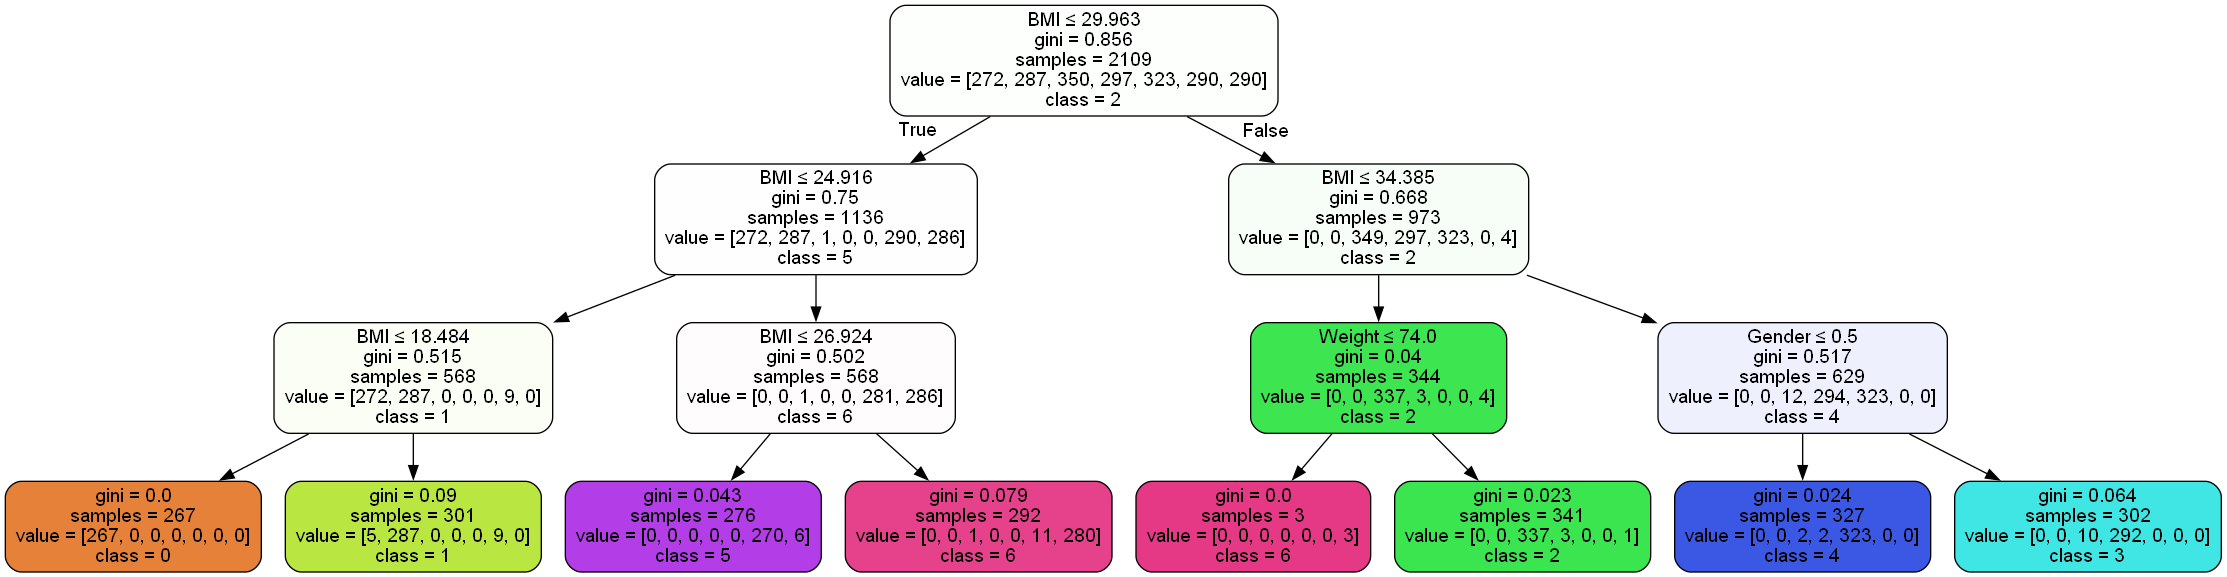 BMI ≤ 29.963
gini = 0.856
samples = 2109
value = [272, 287, 350, 297, 323, 290, 290]
class = 2
True
False
BMI ≤ 24.916
gini = 0.75
samples = 1136
value = [272, 287, 1, 0, 0, 290, 286]
class = 5
BMI ≤ 34.385
gini = 0.668
samples = 973
value = [0, 0, 349, 297, 323, 0, 4]
class = 2
BMI ≤ 18.484
gini = 0.515
samples = 568
value = [272, 287, 0, 0, 0, 9, 0]
class = 1
BMI ≤ 26.924
gini = 0.502
samples = 568
value = [0, 0, 1, 0, 0, 281, 286]
class = 6
Weight ≤ 74.0
gini = 0.04
samples = 344
value = [0, 0, 337, 3, 0, 0, 4]
class = 2
Gender ≤ 0.5
gini = 0.517
samples = 629
value = [0, 0, 12, 294, 323, 0, 0]
class = 4
gini = 0.0
samples = 267
value = [267, 0, 0, 0, 0, 0, 0]
class = 0
gini = 0.09
samples = 301
value = [5, 287, 0, 0, 0, 9, 0]
class = 1
gini = 0.043
samples = 276
value = [0, 0, 0, 0, 0, 270, 6]
class = 5
gini = 0.079
samples = 292
value = [0, 0, 1, 0, 0, 11, 280]
class = 6
gini = 0.0
samples = 3
value = [0, 0, 0, 0, 0, 0, 3]
class = 6
gini = 0.023
samples = 341
value = [0, 0, 337, 3, 0, 0, 1]
class = 2
gini = 0.024
samples = 327
value = [0, 0, 2, 2, 323, 0, 0]
class = 4
gini = 0.064
samples = 302
value = [0, 0, 10, 292, 0, 0, 0]
class = 3